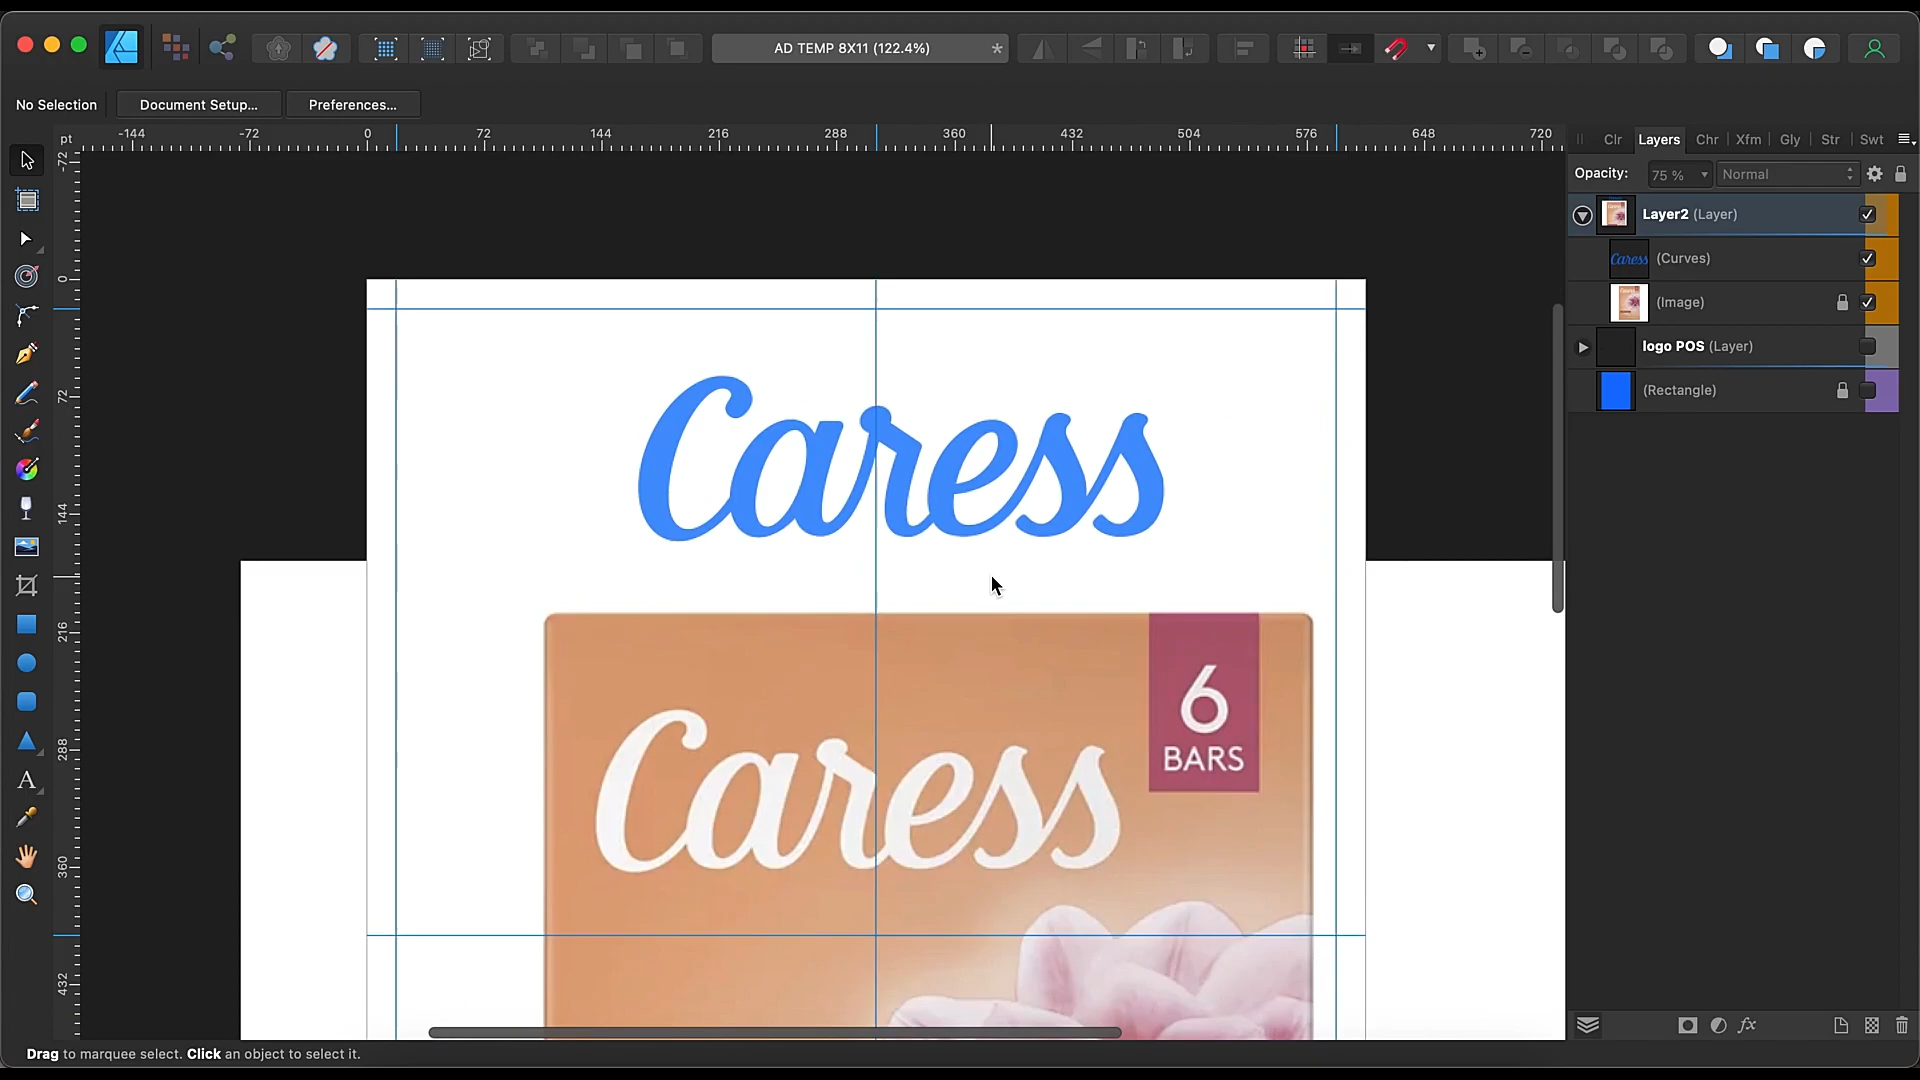 AD TEMP 8X11 (122.4%) *
No Selection Document Setup... Preferences...
pt -144 -72 0 72 144 216 288 360 432 504 576 648 720
Clr Layers Chr Xfm Gly Str Swt
Opacity: 75 % Normal
Layer2 (Layer)
Caress (Curves)
(Image)
logo POS (Layer)
(Rectangle)
-72
0
72
144
216
288
360
432
Caress
6
BARS
Caress
A
fx
Drag to marquee select. Click an object to select it.